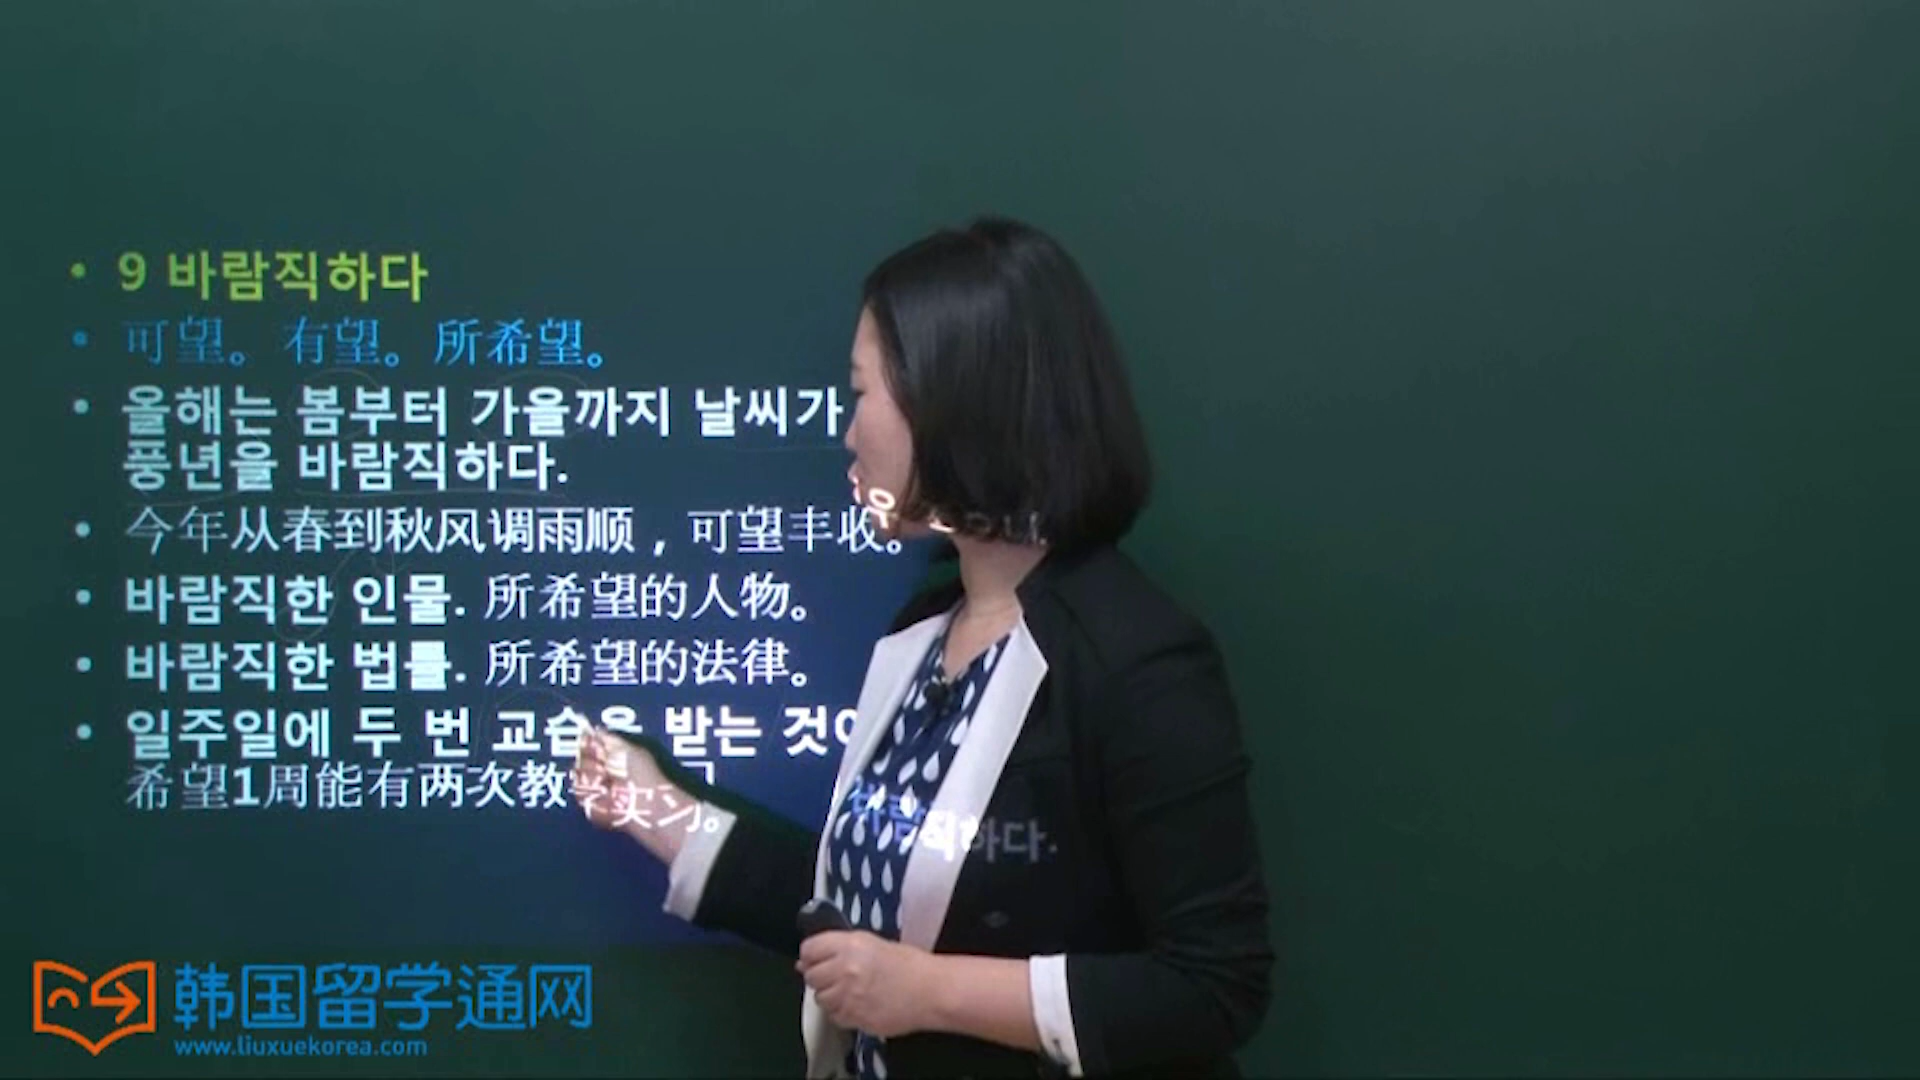 9 바람직하다
可望。有望。所希望。
올해는 봄부터 가을까지 날씨가
풍년을 바람직하다.
今年从春到秋风调雨顺，可望丰收。
바람직한 인물. 所希望的人物。
바람직한 법률. 所希望的法律。
일주일에 두 번 교습을 받는 것이
바람직하다.
希望1周能有两次教学实习。
韩国留学通网
www.liuxuekorea.com